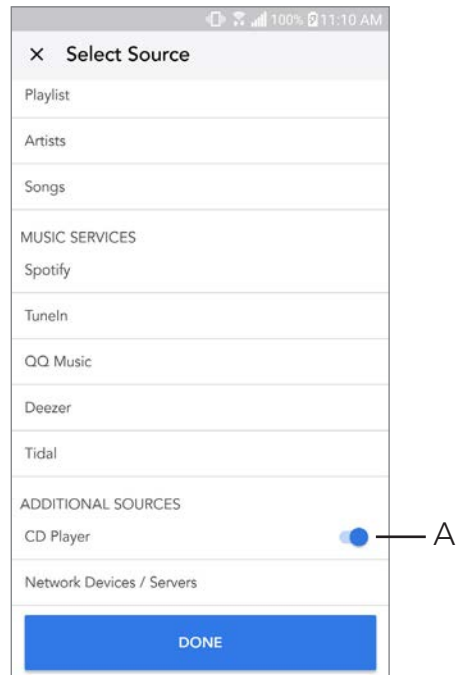 100% 11:10 AM
× Select Source
Playlist
Artists
Songs
MUSIC SERVICES
Spotify
TuneIn
QQ Music
Deezer
Tidal
ADDITIONAL SOURCES
CD Player
A
Network Devices / Servers
DONE